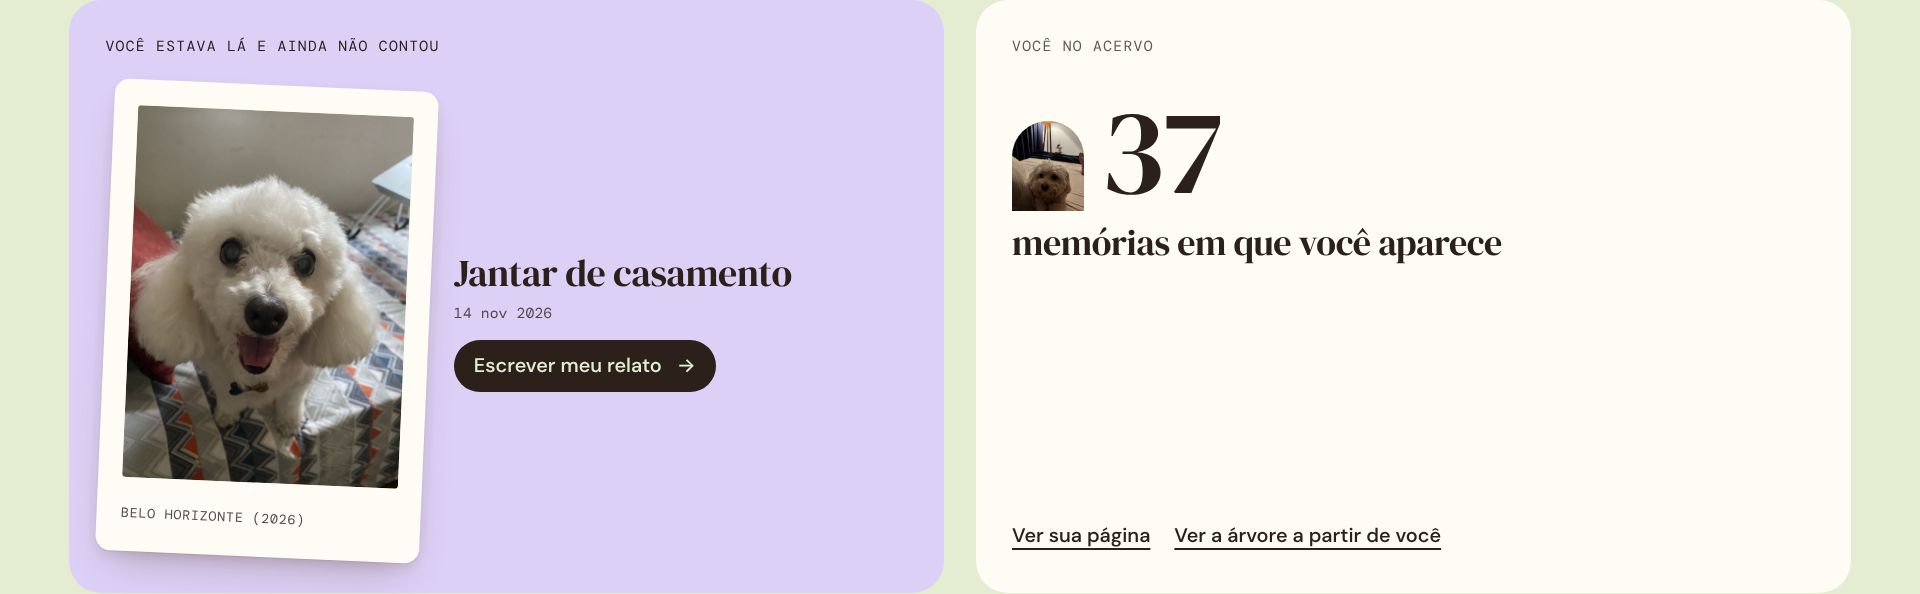 VOCÊ ESTAVA LÁ E AINDA NÃO CONTOU
BELO HORIZONTE (2026)
Jantar de casamento
14 nov 2026
Escrever meu relato →
VOCÊ NO ACERVO
37
memórias em que você aparece
Ver sua página
Ver a árvore a partir de você